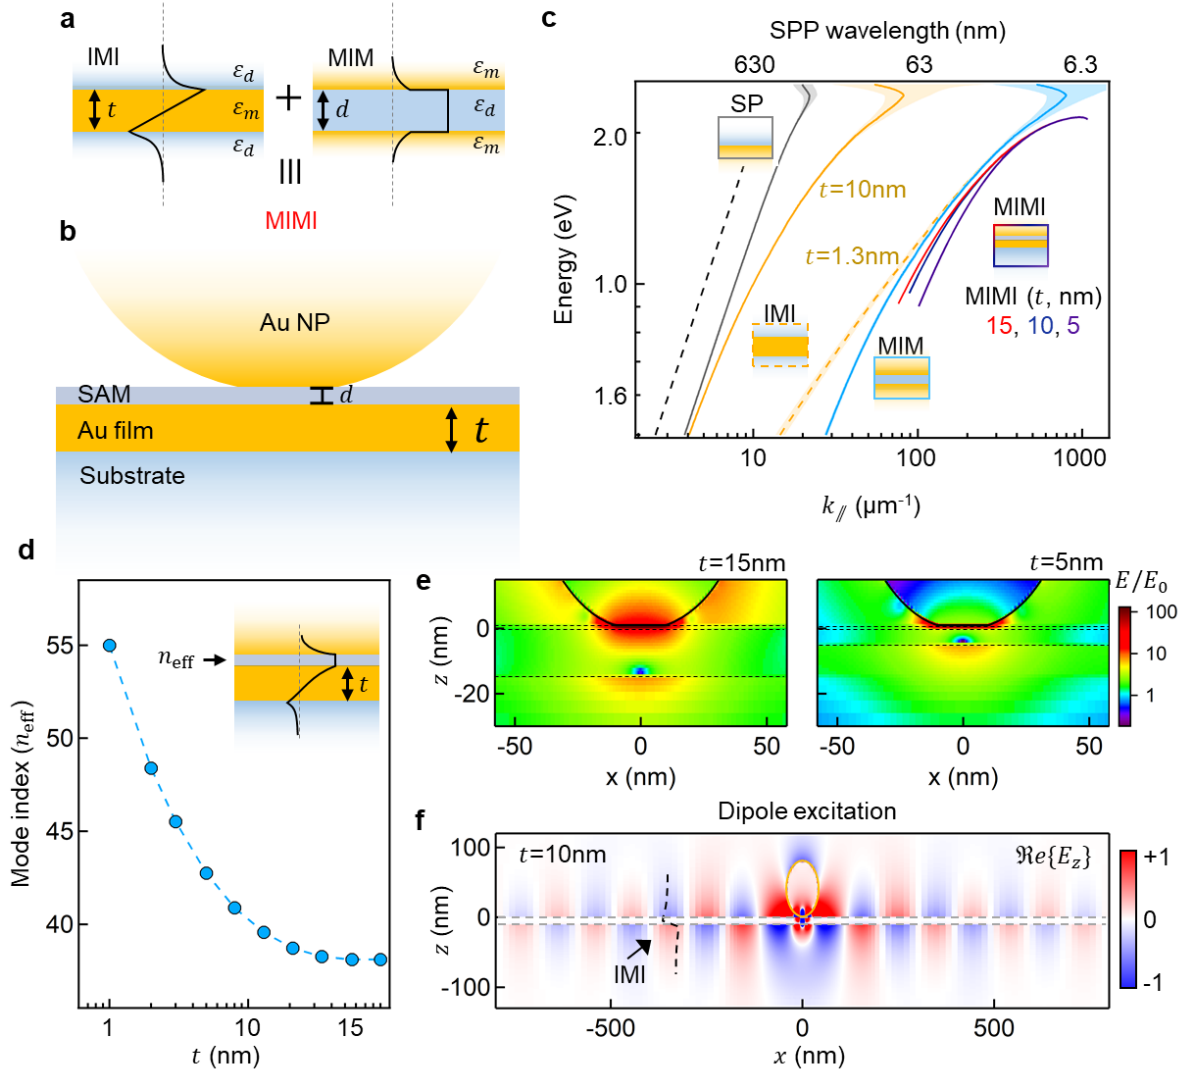 a
IMI
εd
t
εm
εd
+
MIM
εm
d
εd
εm
MIMI
b
Au NP
SAM
d
Au film
t
Substrate
c
SPP wavelength (nm)
630
63
6.3
SP
2.0
t=10nm
t=1.3nm
MIMI
Energy (eV)
1.0
MIMI (t, nm)
15, 10, 5
IMI
MIM
1.6
10
100
1000
k// (µm⁻¹)
d
55
neff
t
50
45
40
Mode index (neff)
1
10
15
t (nm)
e
t=15nm
t=5nm
E/E0
z (nm)
0
-20
100
10
1
-50
0
50
x (nm)
-50
0
50
x (nm)
f
Dipole excitation
100
t=10nm
ℜe{Ez}
+1
z (nm)
0
0
IMI
-100
-1
-500
0
500
x (nm)